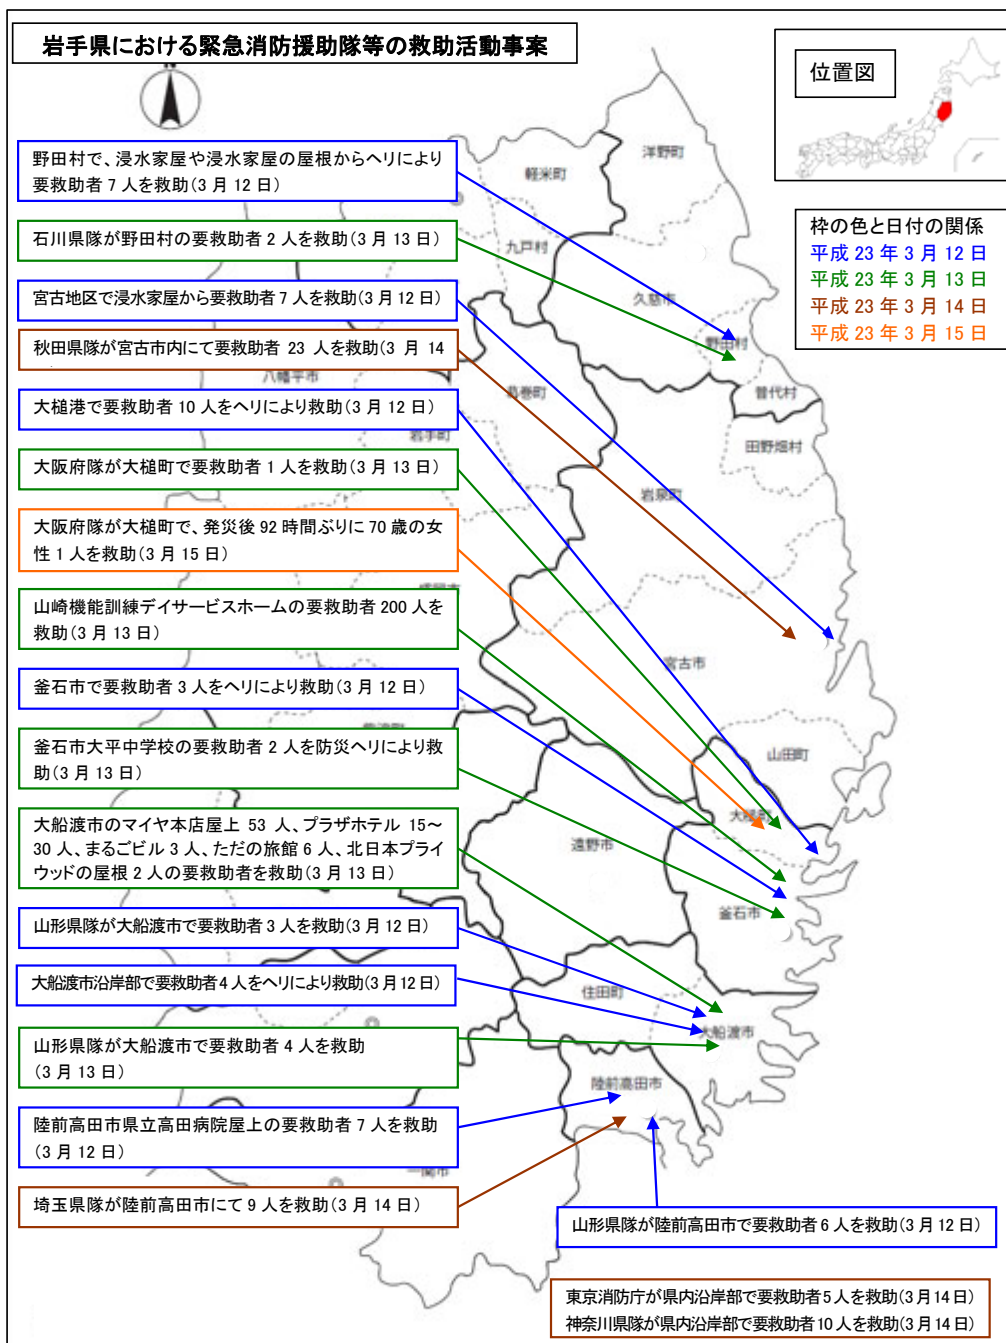 岩手県における緊急消防援助隊等の救助活動事案
位置図
N
野田村で、浸水家屋や浸水家屋の屋根からヘリにより
要救助者 7 人を救助(3 月 12 日)
石川県隊が野田村の要救助者 2 人を救助(3 月 13 日)
宮古地区で浸水家屋から要救助者 7 人を救助(3 月 12 日)
秋田県隊が宮古市内にて要救助者 23 人を救助(3 月 14
大槌港で要救助者 10 人をヘリにより救助(3 月 12 日)
大阪府隊が大槌町で要救助者 1 人を救助(3 月 13 日)
大阪府隊が大槌町で、発災後 92 時間ぶりに 70 歳の女
性 1 人を救助(3 月 15 日)
山崎機能訓練デイサービスホームの要救助者 200 人を
救助(3 月 13 日)
釜石市で要救助者 3 人をヘリにより救助(3 月 12 日)
釜石市大平中学校の要救助者 2 人を防災ヘリにより救
助(3 月 13 日)
大船渡市のマイヤ本店屋上 53 人、プラザホテル 15～
30 人、まるごビル 3 人、ただの旅館 6 人、北日本プライ
ウッドの屋根 2 人の要救助者を救助(3 月 13 日)
山形県隊が大船渡市で要救助者 3 人を救助(3 月 12 日)
大船渡市沿岸部で要救助者 4 人をヘリにより救助(3 月 12 日)
山形県隊が大船渡市で要救助者 4 人を救助
(3 月 13 日)
陸前高田市県立高田病院屋上の要救助者 7 人を救助
(3 月 12 日)
埼玉県隊が陸前高田市にて 9 人を救助(3 月 14 日)
枠の色と日付の関係
平成 23 年 3 月 12 日
平成 23 年 3 月 13 日
平成 23 年 3 月 14 日
平成 23 年 3 月 15 日
洋野町
軽米町
九戸村
久慈市
野田村
普代村
八幡平市
葛巻町
岩手町
田野畑村
岩泉町
宮古市
山田町
大槌町
遠野市
釜石市
住田町
大船渡市
陸前高田市
一関市
山形県隊が陸前高田市で要救助者 6 人を救助(3 月 12 日)
東京消防庁が県内沿岸部で要救助者 5 人を救助(3 月 14 日)
神奈川県隊が県内沿岸部で要救助者 10 人を救助(3 月 14 日)